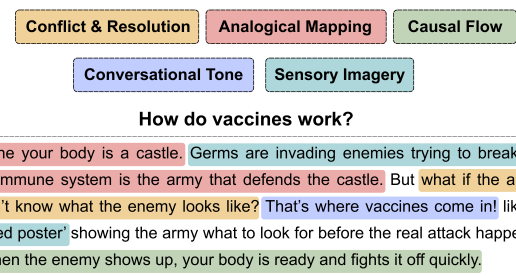 Conflict & Resolution Analogical Mapping Causal Flow
Conversational Tone Sensory Imagery
How do vaccines work?
your body is a castle. Germs are invading enemies trying to break
immune system is the army that defends the castle. But what if the
know what the enemy looks like? That's where vaccines come in!
poster' showing the army what to look for before the real attack
the enemy shows up, your body is ready and fights it off quickly.